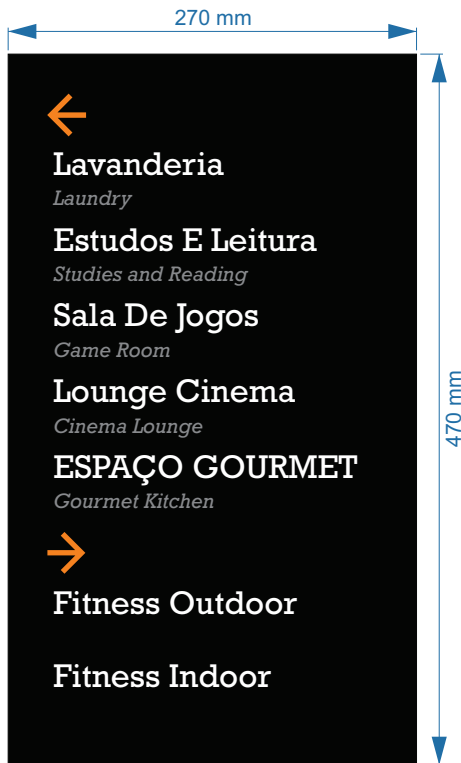 270 mm
Lavanderia
Laundry
Estudos E Leitura
Studies and Reading
Sala De Jogos
Game Room
Lounge Cinema
Cinema Lounge
470 mm
ESPAÇO GOURMET
Gourmet Kitchen
Fitness Outdoor
Fitness Indoor